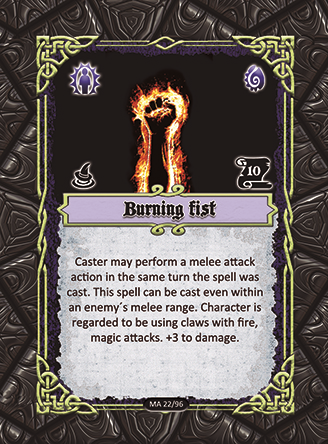 10
Burning fist
Caster may perform a melee attack
action in the same turn the spell was
cast. This spell can be cast even within
an enemy´s melee range. Character is
regarded to be using claws with fire,
magic attacks. +3 to damage.
MA 22/96